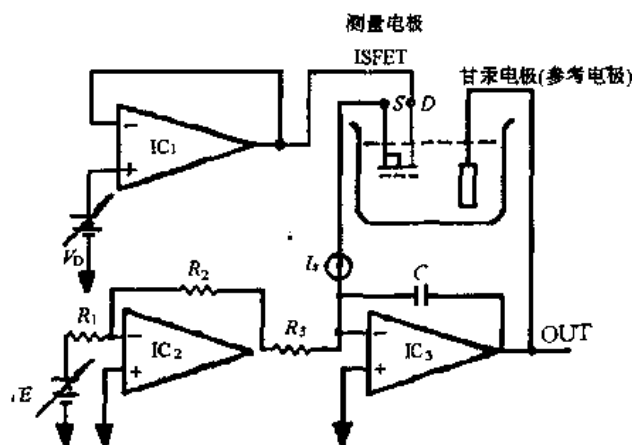 测量电极
ISFET
甘汞电极(参考电极)
S D
− IC1
+
VD
Is
R2
C
R1
R3
− IC2
+
− IC3
+
OUT
E